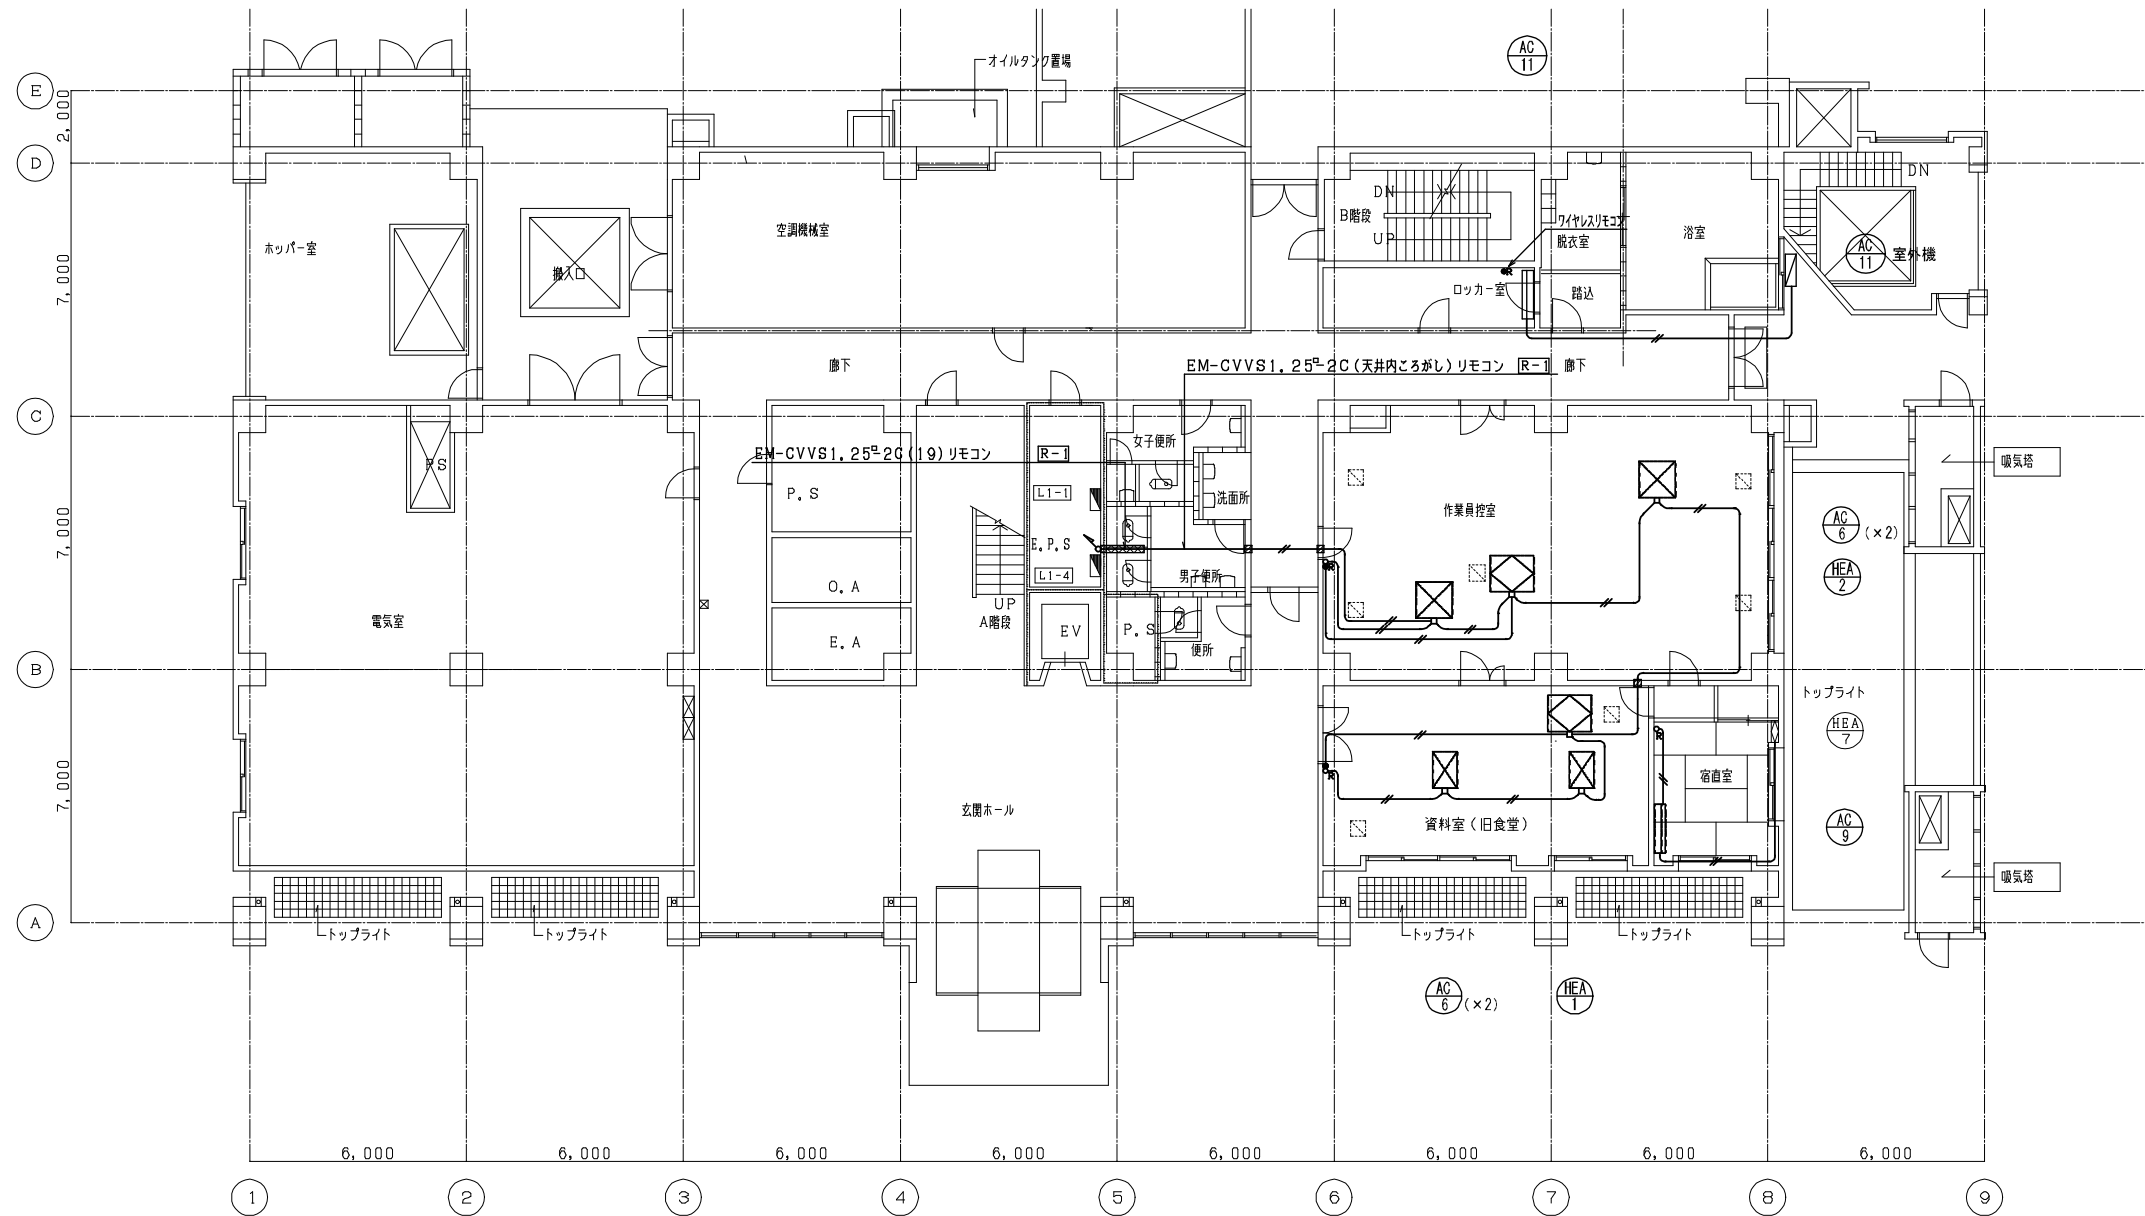 オイルタンク置場
AC
11
E
2,000
D
DN
DN
B階段
UP
ワイヤレスリモコン
脱衣室
浴室
空調機械室
ホッパー室
搬入口
AC
11
室外機
7,000
ロッカー室
踏込
廊下
EM-CVVS1.25□-2C(天井内ころがし)リモコン
R-1
廊下
C
女子便所
EM-CVVS1.25□-2C(19)リモコン
R-1
PS
P.S
L1-1
洗面所
作業員控室
吸気塔
AC
6
(×2)
7,000
E.P.S
L1-4
男子便所
HEA
2
O.A
UP
A階段
電気室
EV
P.S
E.A
便所
B
トップライト
HEA
7
宿直室
7,000
玄関ホール
資料室(旧食堂)
AC
9
吸気塔
A
トップライト
トップライト
トップライト
トップライト
AC
6
(×2)
HEA
1
6,000
6,000
6,000
6,000
6,000
6,000
6,000
6,000
1
2
3
4
5
6
7
8
9